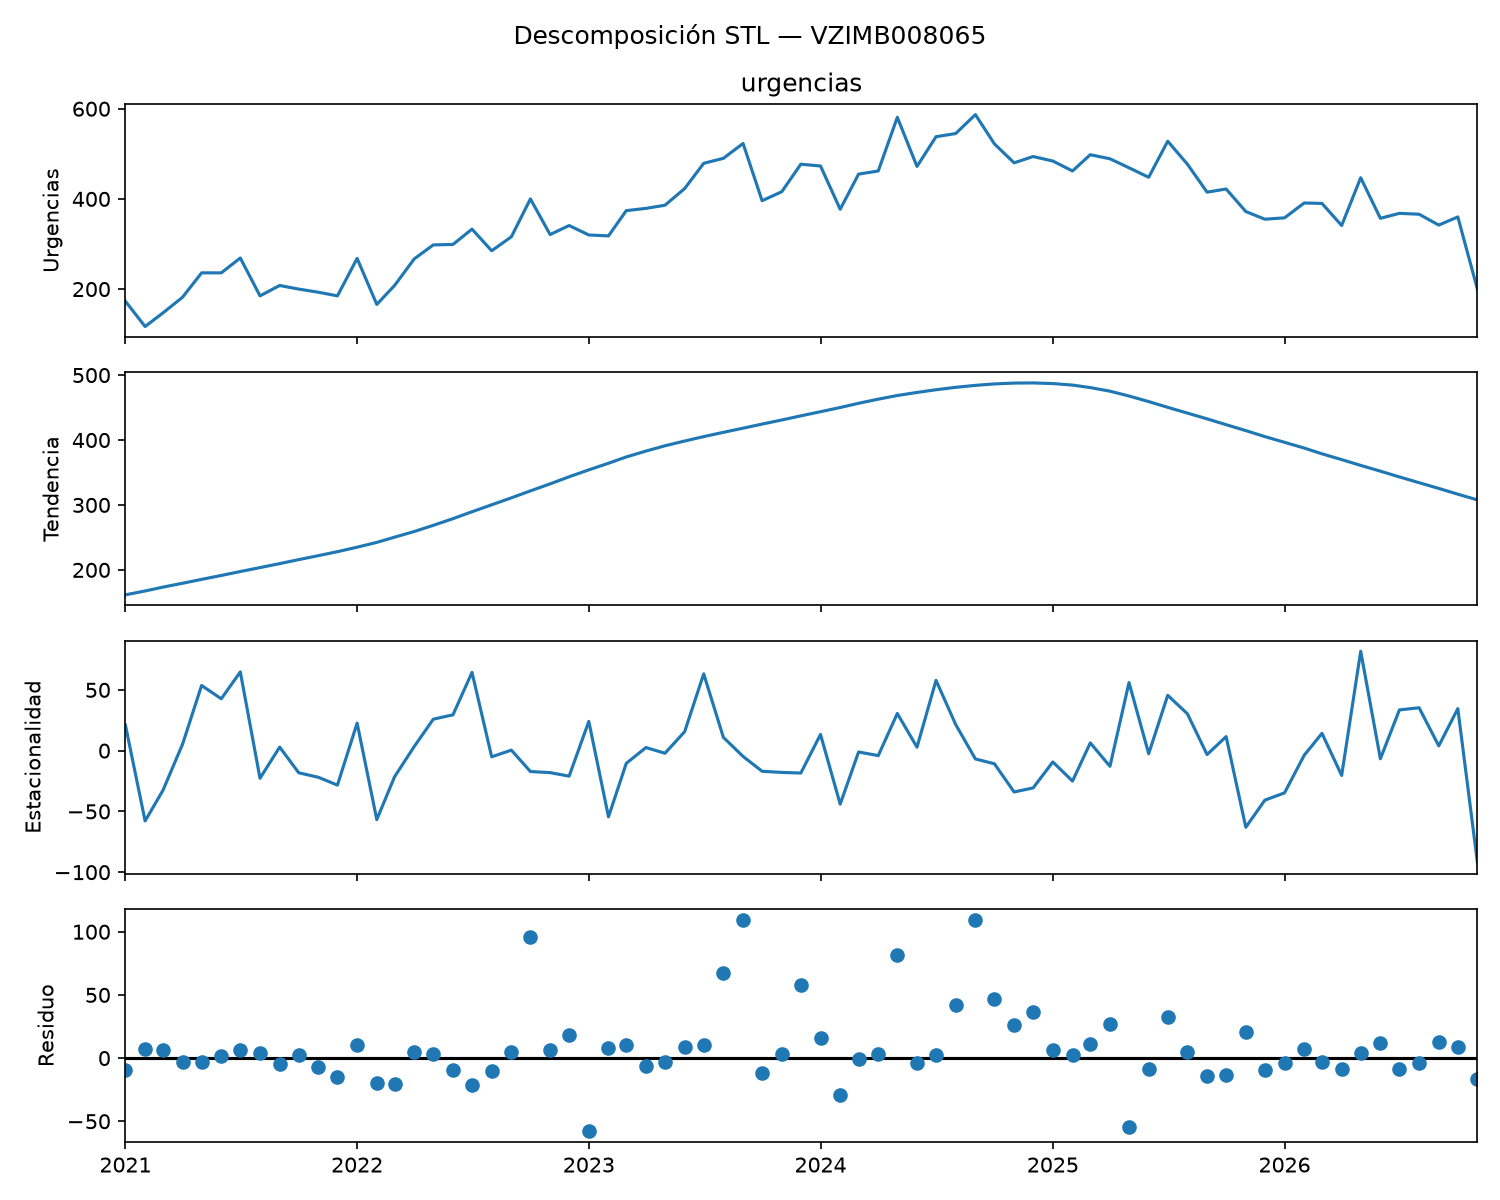 Descomposición STL — VZIMB008065
urgencias
Urgencias
600
400
200
Tendencia
500
400
300
200
Estacionalidad
50
0
−50
−100
Residuo
100
50
0
−50
2021 2022 2023 2024 2025 2026